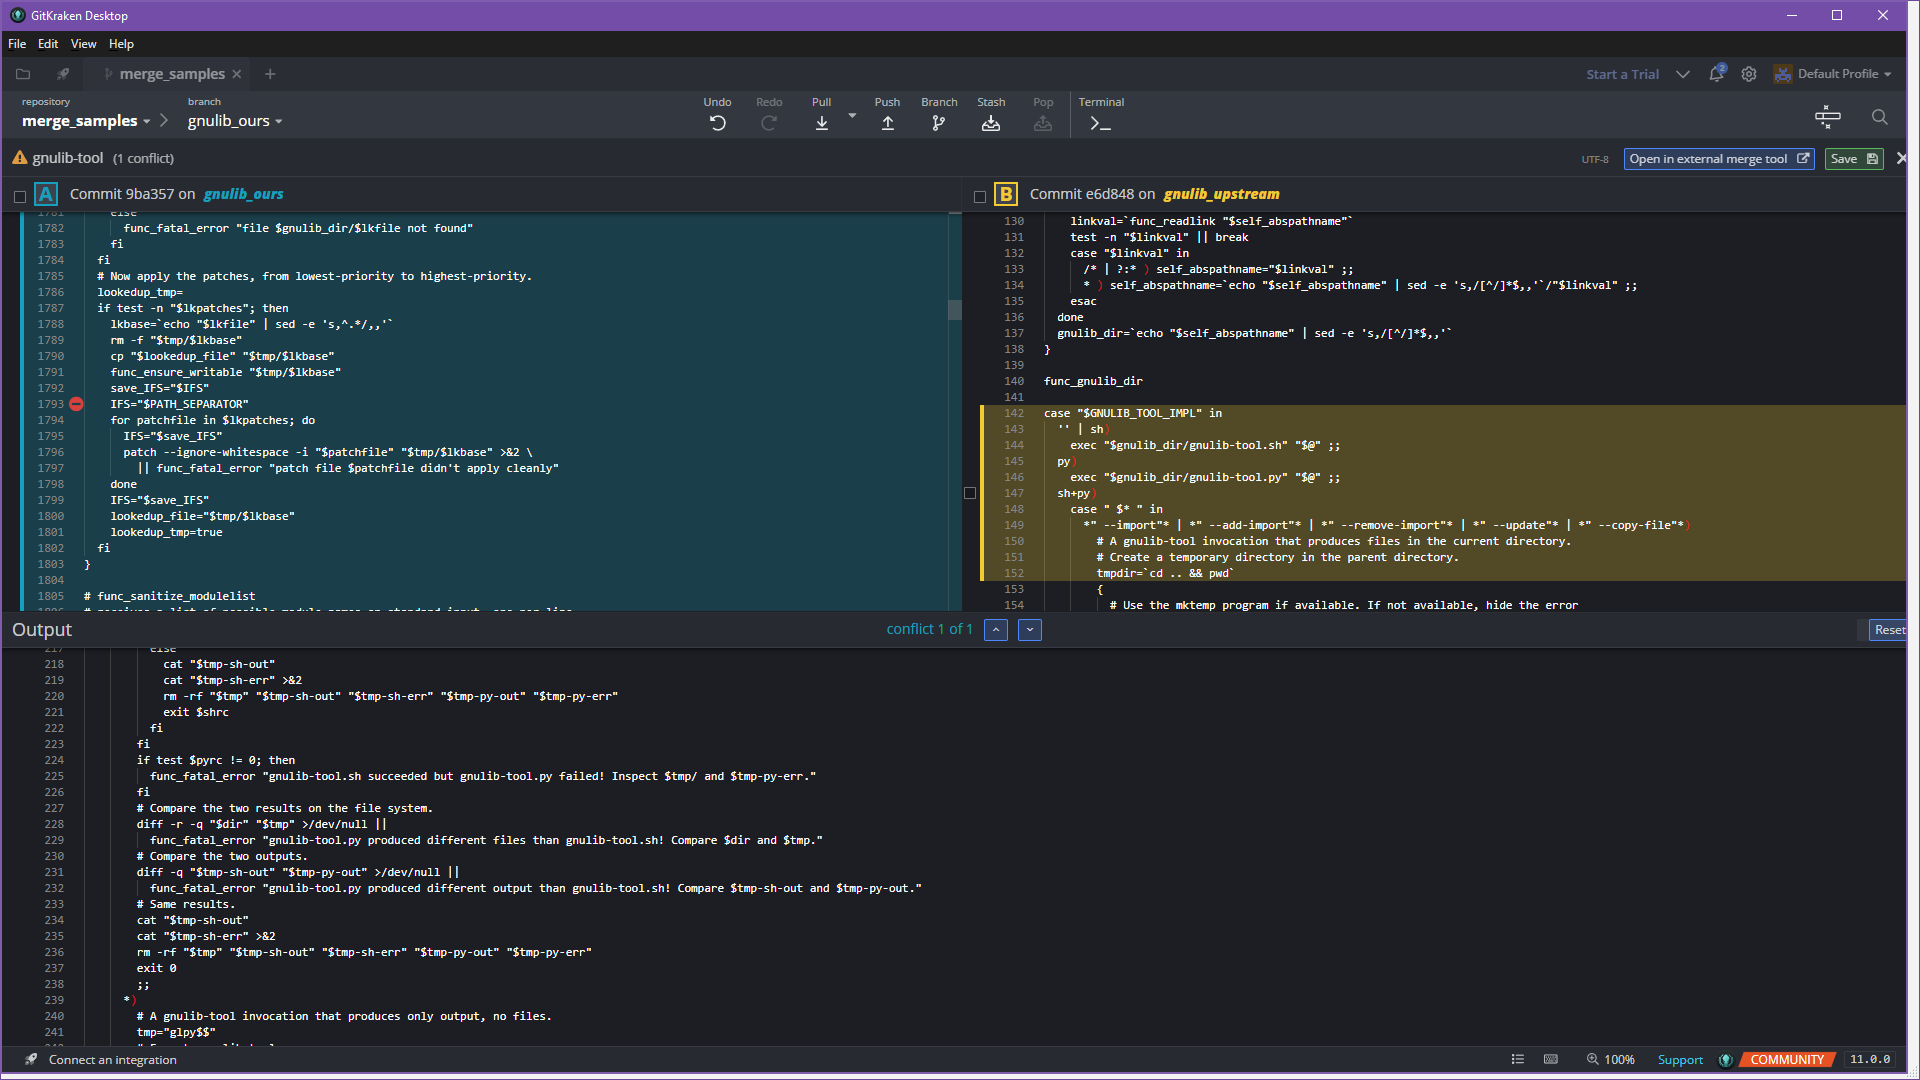 GitKraken Desktop
File Edit View Help
merge_samples
Start a Trial
2
Default Profile
repository
merge_samples
branch
gnulib_ours
Undo
Redo
Pull
Push
Branch
Stash
Pop
Terminal
gnulib-tool (1 conflict)
UTF-8
Open in external merge tool
Save
A Commit 9ba357 on gnulib_ours
1781 else
1782 func_fatal_error "file $gnulib_dir/$lkfile not found"
1783 fi
1784 fi
1785 # Now apply the patches, from lowest-priority to highest-priority.
1786 lookedup_tmp=
1787 if test -n "$lkpatches"; then
1788 lkbase=`echo "$lkfile" | sed -e 's,^.*/,,'`
1789 rm -f "$tmp/$lkbase"
1790 cp "$lookedup_file" "$tmp/$lkbase"
1791 func_ensure_writable "$tmp/$lkbase"
1792 save_IFS="$IFS"
1793 IFS="$PATH_SEPARATOR"
1794 for patchfile in $lkpatches; do
1795 IFS="$save_IFS"
1796 patch --ignore-whitespace -i "$patchfile" "$tmp/$lkbase" >&2 \
1797 || func_fatal_error "patch file $patchfile didn't apply cleanly"
1798 done
1799 IFS="$save_IFS"
1800 lookedup_file="$tmp/$lkbase"
1801 lookedup_tmp=true
1802 fi
1803 }
1804
1805 # func_sanitize_modulelist
B Commit e6d848 on gnulib_upstream
130 linkval=`func_readlink "$self_abspathname"`
131 test -n "$linkval" || break
132 case "$linkval" in
133 /* | ?:* ) self_abspathname="$linkval" ;;
134 * ) self_abspathname=`echo "$self_abspathname" | sed -e 's,/[^/]*$,,'`/"$linkval" ;;
135 esac
136 done
137 gnulib_dir=`echo "$self_abspathname" | sed -e 's,/[^/]*$,,'`
138 }
139
140 func_gnulib_dir
141
142 case "$GNULIB_TOOL_IMPL" in
143 '' | sh)
144 exec "$gnulib_dir/gnulib-tool.sh" "$@" ;;
145 py)
146 exec "$gnulib_dir/gnulib-tool.py" "$@" ;;
147 sh+py)
148 case " $* " in
149 *" --import"* | *" --add-import"* | *" --remove-import"* | *" --update"* | *" --copy-file"*)
150 # A gnulib-tool invocation that produces files in the current directory.
151 # Create a temporary directory in the parent directory.
152 tmpdir=`cd .. && pwd`
153 {
154 # Use the mktemp program if available. If not available, hide the error
Output
conflict 1 of 1
Reset
217 else
218 cat "$tmp-sh-out"
219 cat "$tmp-sh-err" >&2
220 rm -rf "$tmp" "$tmp-sh-out" "$tmp-sh-err" "$tmp-py-out" "$tmp-py-err"
221 exit $shrc
222 fi
223 fi
224 if test $pyrc != 0; then
225 func_fatal_error "gnulib-tool.sh succeeded but gnulib-tool.py failed! Inspect $tmp/ and $tmp-py-err."
226 fi
227 # Compare the two results on the file system.
228 diff -r -q "$dir" "$tmp" >/dev/null ||
229 func_fatal_error "gnulib-tool.py produced different files than gnulib-tool.sh! Compare $dir and $tmp."
230 # Compare the two outputs.
231 diff -q "$tmp-sh-out" "$tmp-py-out" >/dev/null ||
232 func_fatal_error "gnulib-tool.py produced different output than gnulib-tool.sh! Compare $tmp-sh-out and $tmp-py-out."
233 # Same results.
234 cat "$tmp-sh-out"
235 cat "$tmp-sh-err" >&2
236 rm -rf "$tmp" "$tmp-sh-out" "$tmp-sh-err" "$tmp-py-out" "$tmp-py-err"
237 exit 0
238 ;;
239 *)
240 # A gnulib-tool invocation that produces only output, no files.
241 tmp="glpy$$"
Connect an integration
100%
Support
COMMUNITY
11.0.0